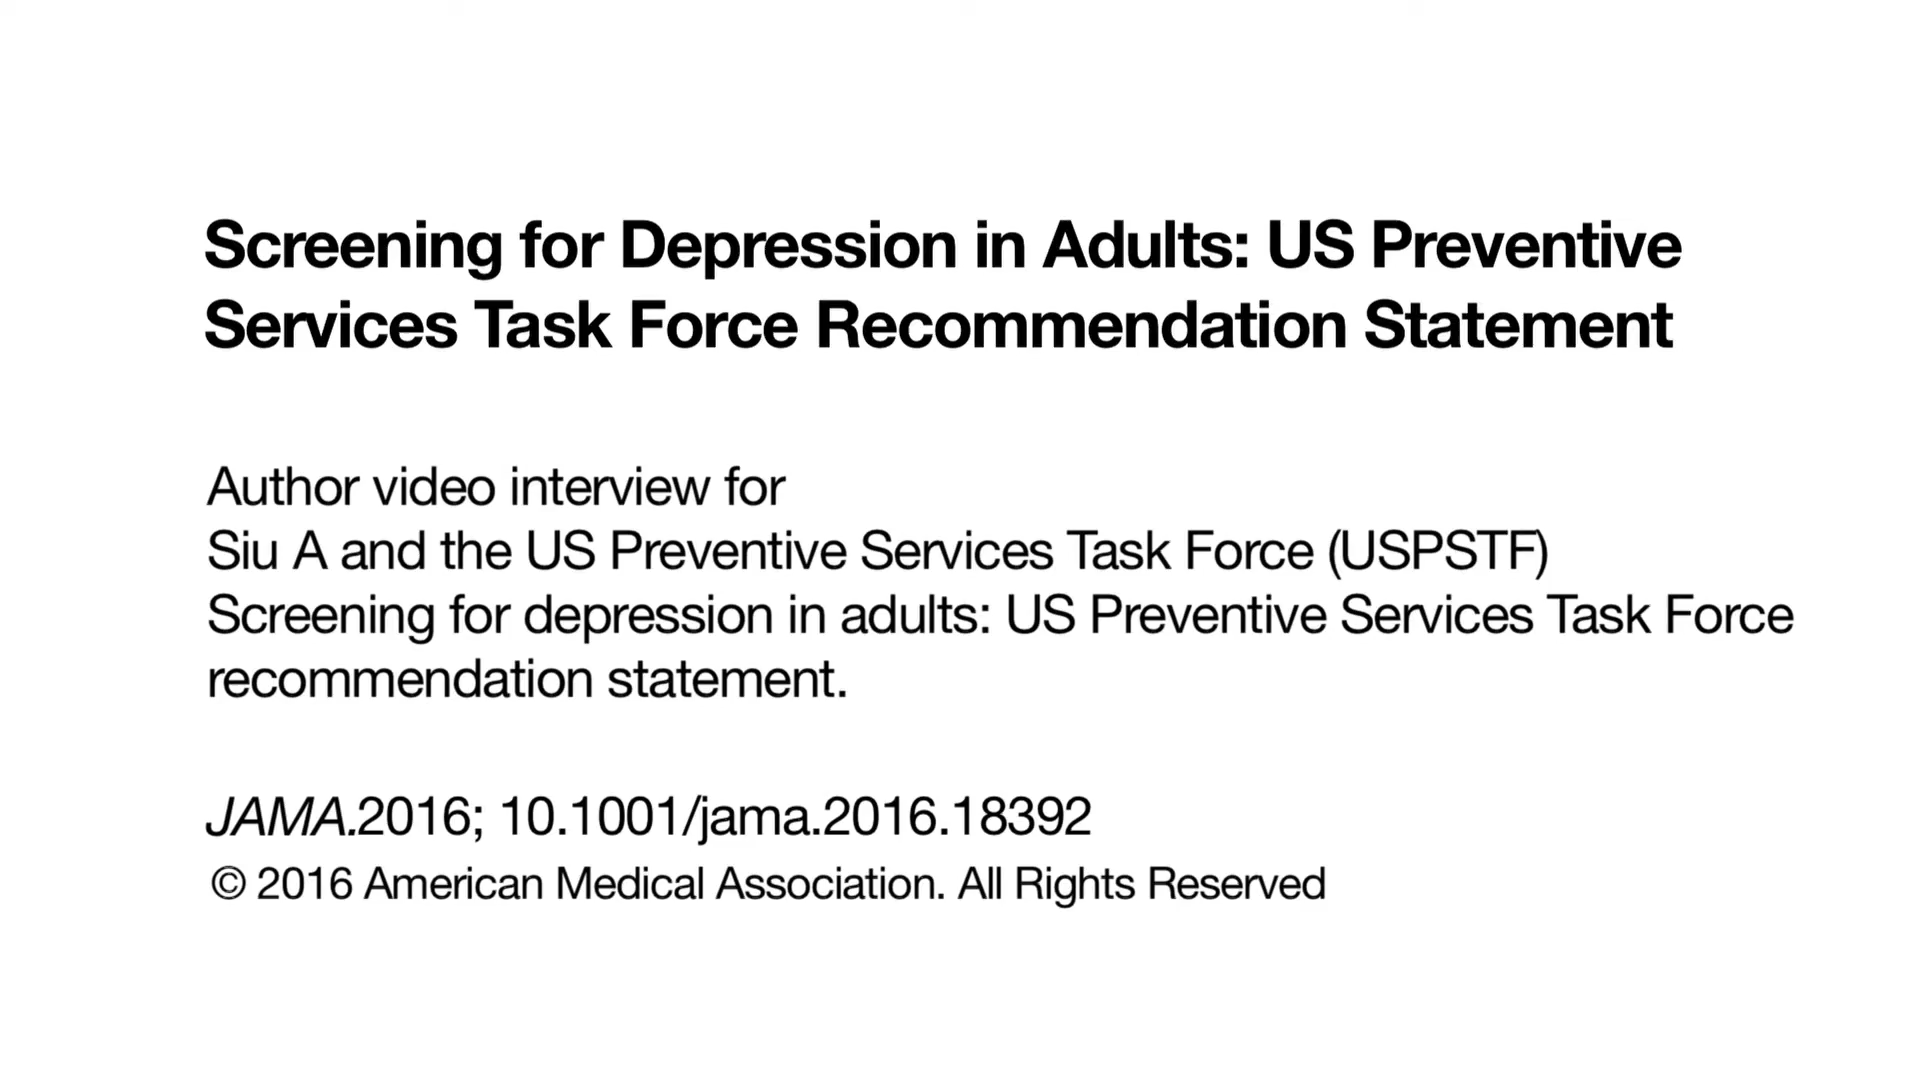 Screening for Depression in Adults: US Preventive
Services Task Force Recommendation Statement
Author video interview for
Siu A and the US Preventive Services Task Force (USPSTF)
Screening for depression in adults: US Preventive Services Task Force
recommendation statement.
JAMA.2016; 10.1001/jama.2016.18392
© 2016 American Medical Association. All Rights Reserved